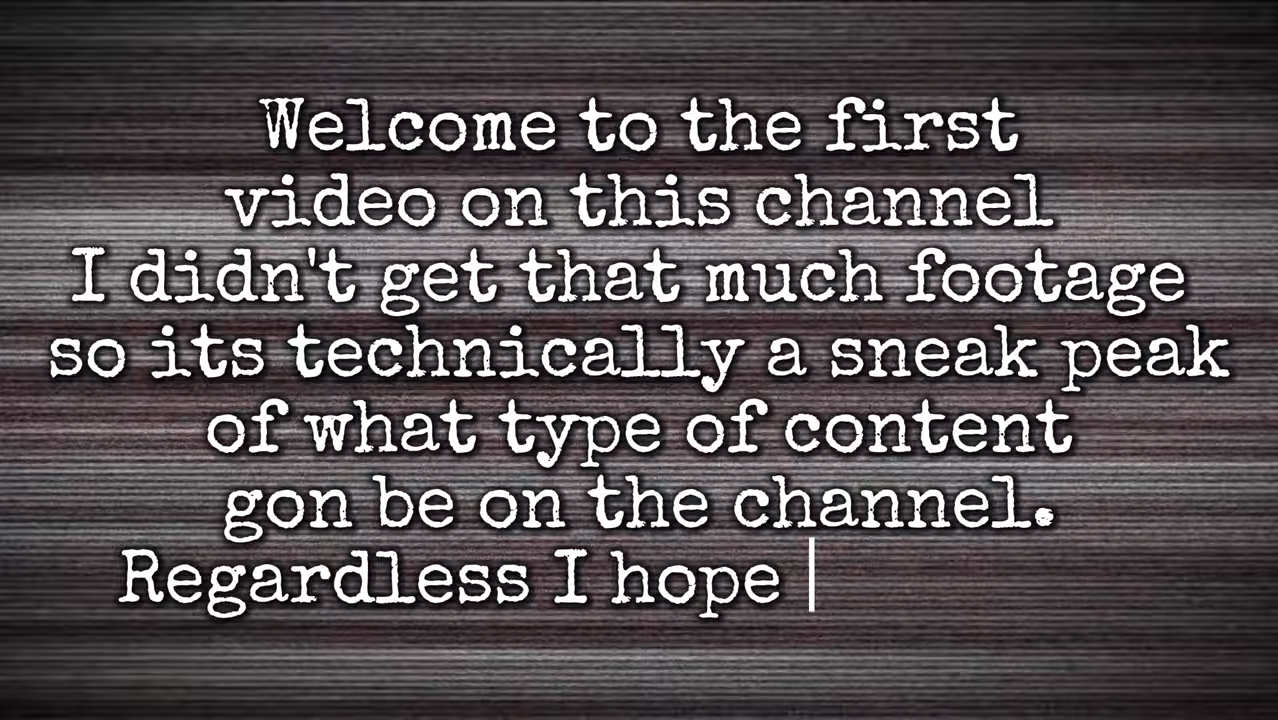 Welcome to the first
video on this channel
I didn't get that much footage
so its technically a sneak peak
of what type of content
gon be on the channel.
Regardless I hope